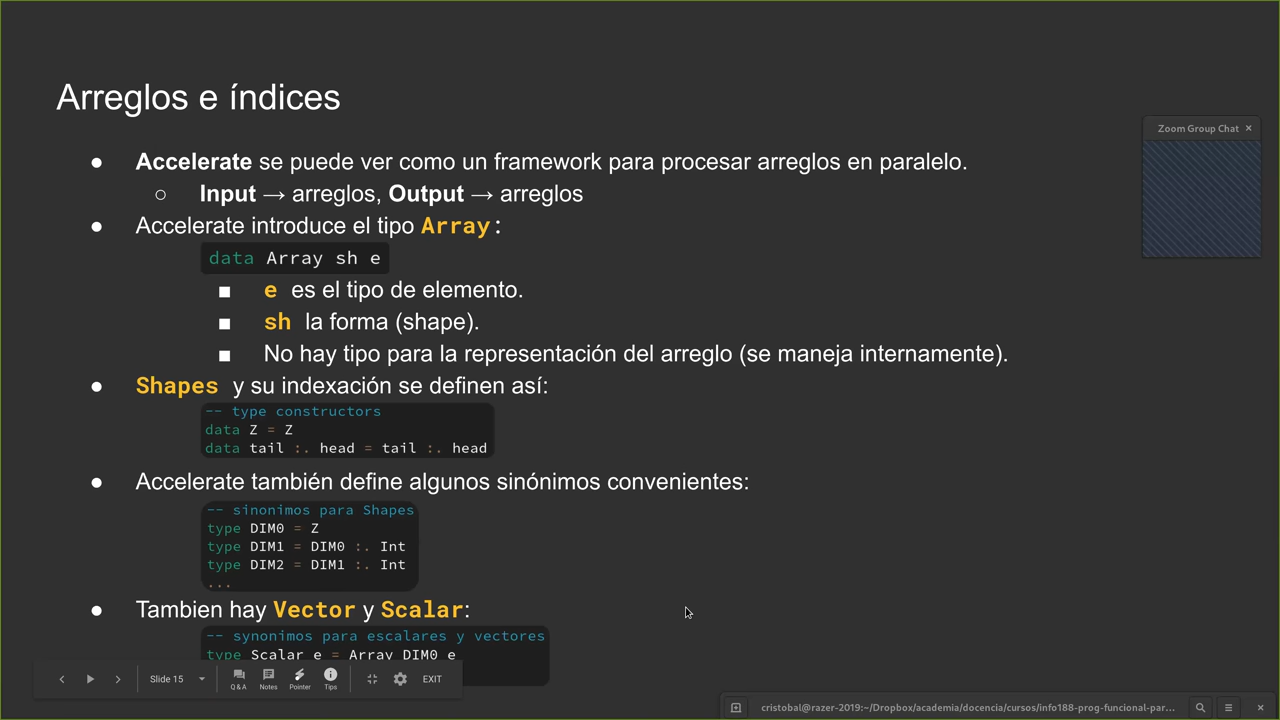 Arreglos e índices
Zoom Group Chat ×
● Accelerate se puede ver como un framework para procesar arreglos en paralelo.
○ Input → arreglos, Output → arreglos
● Accelerate introduce el tipo Array:
data Array sh e
■ e es el tipo de elemento.
■ sh la forma (shape).
■ No hay tipo para la representación del arreglo (se maneja internamente).
● Shapes y su indexación se definen así:
-- type constructors
data Z = Z
data tail :. head = tail :. head
● Accelerate también define algunos sinónimos convenientes:
-- sinonimos para Shapes
type DIM0 = Z
type DIM1 = DIM0 :. Int
type DIM2 = DIM1 :. Int
...
● Tambien hay Vector y Scalar:
-- synonimos para escalares y vectores
type Scalar e = Array DIM0 e
Slide 15
Q & A
Notes
Pointer
Tips
EXIT
cristobal@razer-2019:~/Dropbox/academia/docencia/cursos/info188-prog-funcional-par...